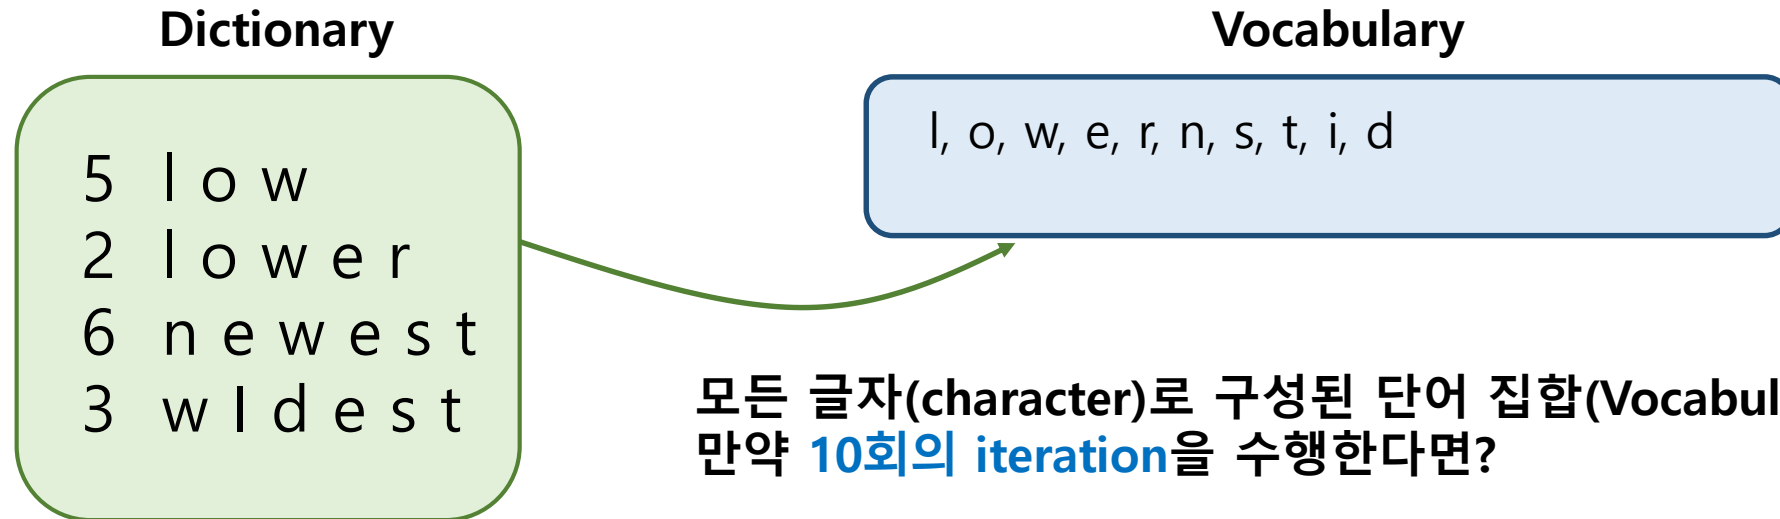 Dictionary
Vocabulary
5 l o w
2 l o w e r
6 n e w e s t
3 w I d e s t
l, o, w, e, r, n, s, t, i, d
모든 글자(character)로 구성된 단어 집합(Vocabul
만약 10회의 iteration을 수행한다면?